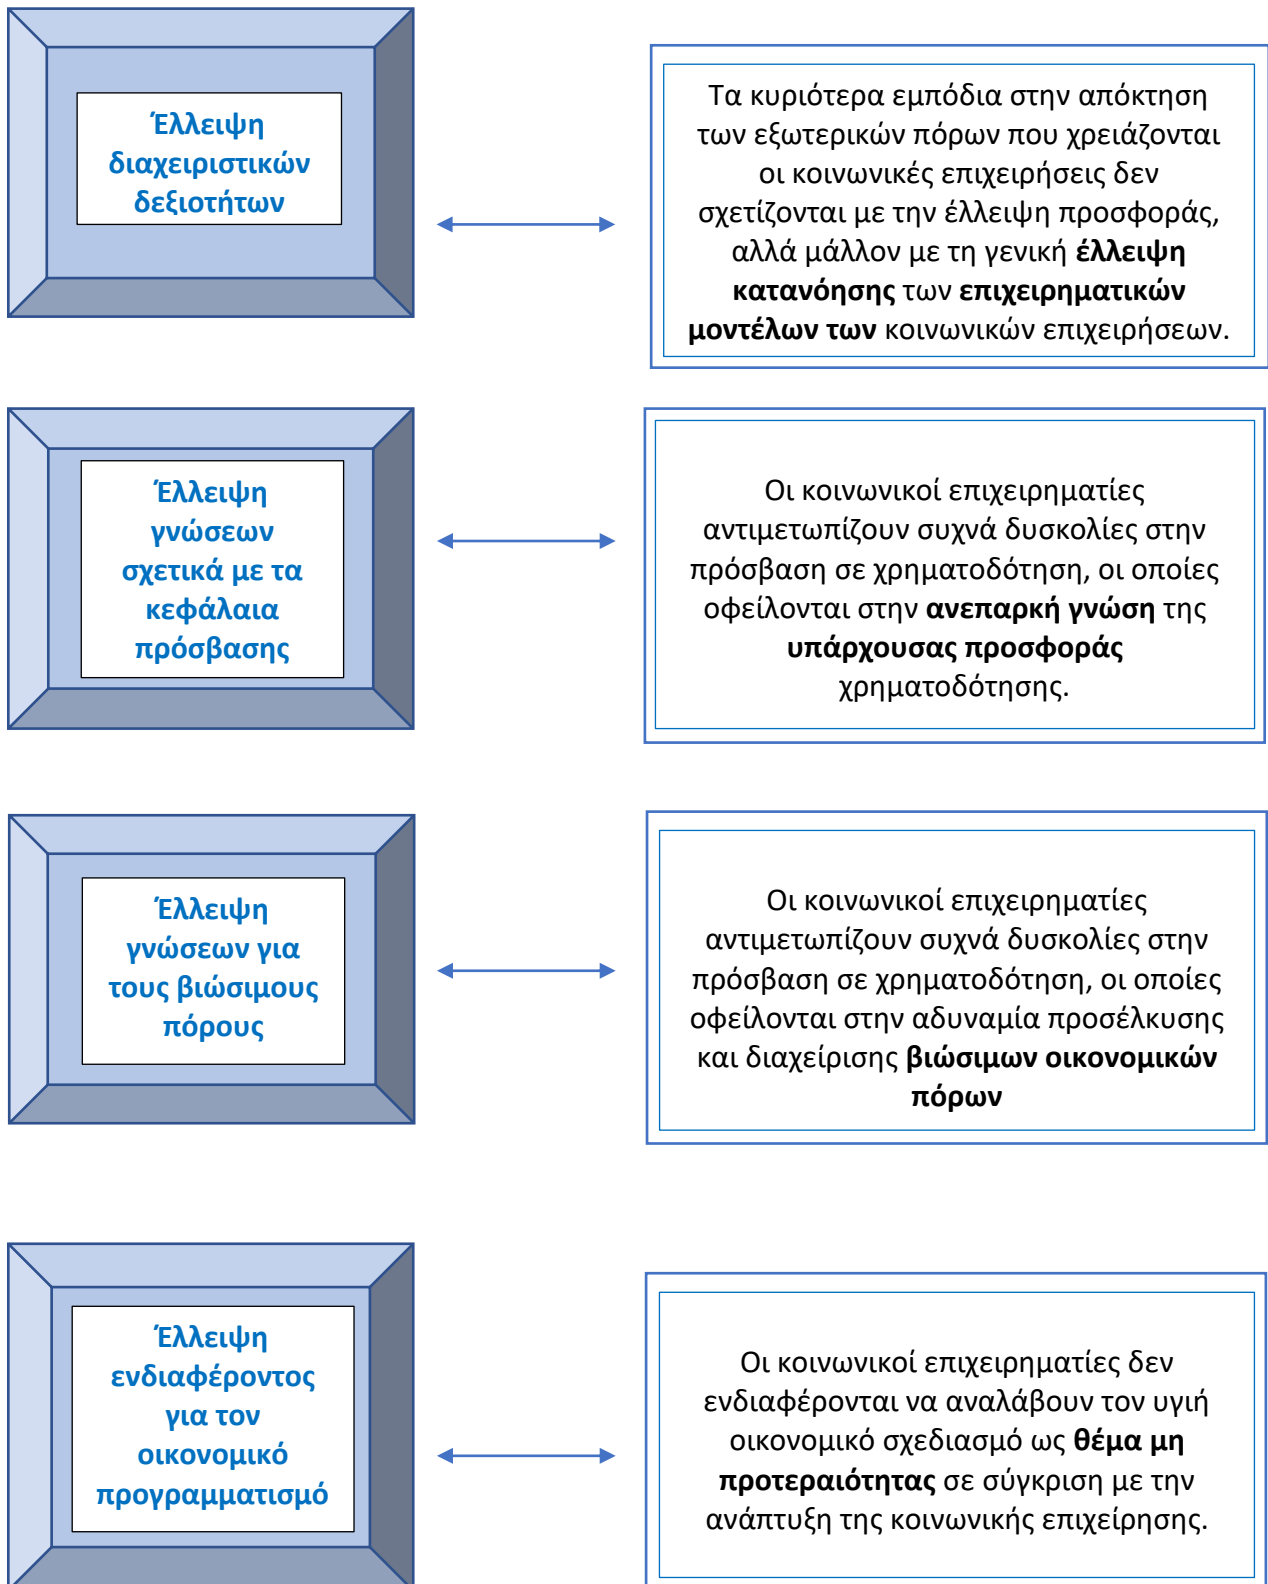 Έλλειψη
διαχειριστικών
δεξιοτήτων
Τα κυριότερα εμπόδια στην απόκτηση
των εξωτερικών πόρων που χρειάζονται
οι κοινωνικές επιχειρήσεις δεν
σχετίζονται με την έλλειψη προσφοράς,
αλλά μάλλον με τη γενική έλλειψη
κατανόησης των επιχειρηματικών
μοντέλων των κοινωνικών επιχειρήσεων.
Έλλειψη
γνώσεων
σχετικά με τα
κεφάλαια
πρόσβασης
Οι κοινωνικοί επιχειρηματίες
αντιμετωπίζουν συχνά δυσκολίες στην
πρόσβαση σε χρηματοδότηση, οι οποίες
οφείλονται στην ανεπαρκή γνώση της
υπάρχουσας προσφοράς
χρηματοδότησης.
Έλλειψη
γνώσεων για
τους βιώσιμους
πόρους
Οι κοινωνικοί επιχειρηματίες
αντιμετωπίζουν συχνά δυσκολίες στην
πρόσβαση σε χρηματοδότηση, οι οποίες
οφείλονται στην αδυναμία προσέλκυσης
και διαχείρισης βιώσιμων οικονομικών
πόρων
Έλλειψη
ενδιαφέροντος
για τον
οικονομικό
προγραμματισμό
Οι κοινωνικοί επιχειρηματίες δεν
ενδιαφέρονται να αναλάβουν τον υγιή
οικονομικό σχεδιασμό ως θέμα μη
προτεραιότητας σε σύγκριση με την
ανάπτυξη της κοινωνικής επιχείρησης.